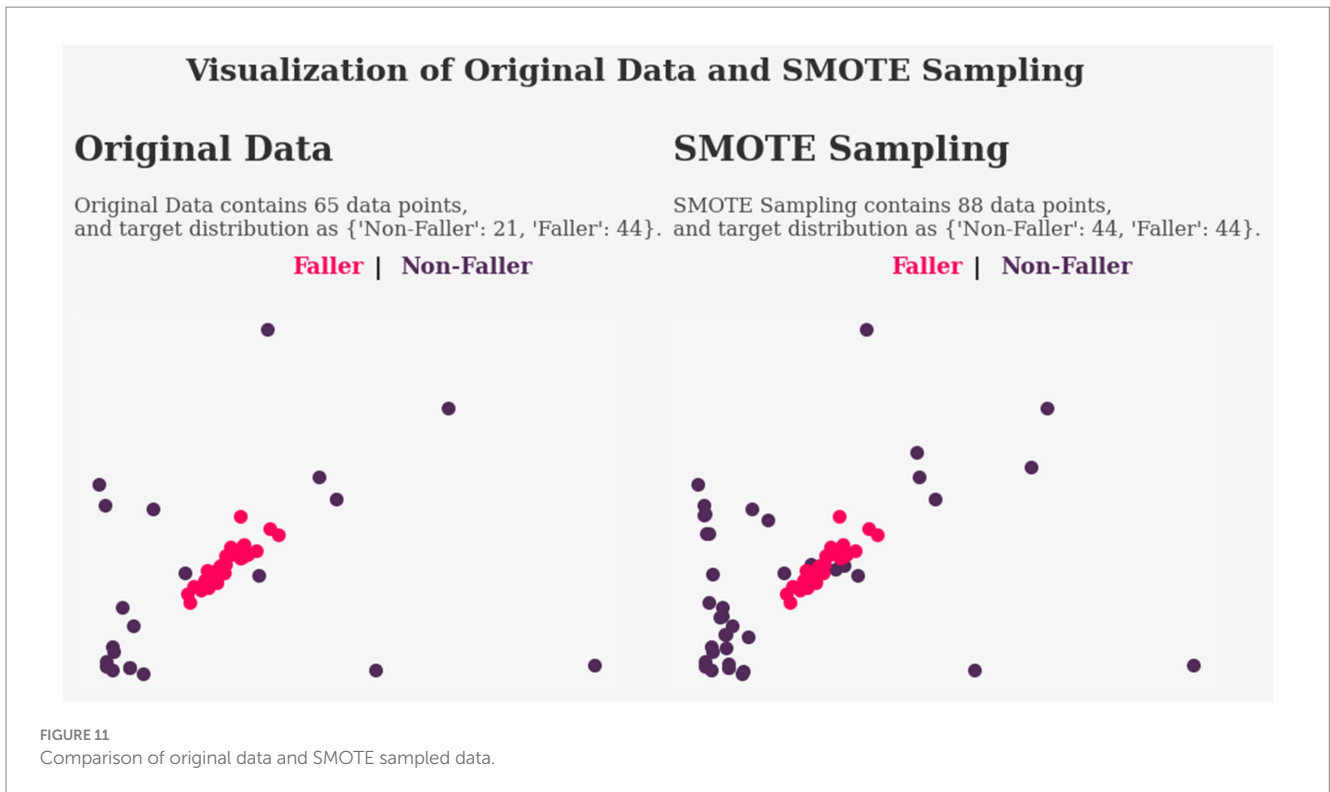 Visualization of Original Data and SMOTE Sampling
Original Data
Original Data contains 65 data points,
and target distribution as {'Non-Faller': 21, 'Faller': 44}.
Faller | Non-Faller
SMOTE Sampling
SMOTE Sampling contains 88 data points,
and target distribution as {'Non-Faller': 44, 'Faller': 44}.
Faller | Non-Faller
FIGURE 11
Comparison of original data and SMOTE sampled data.